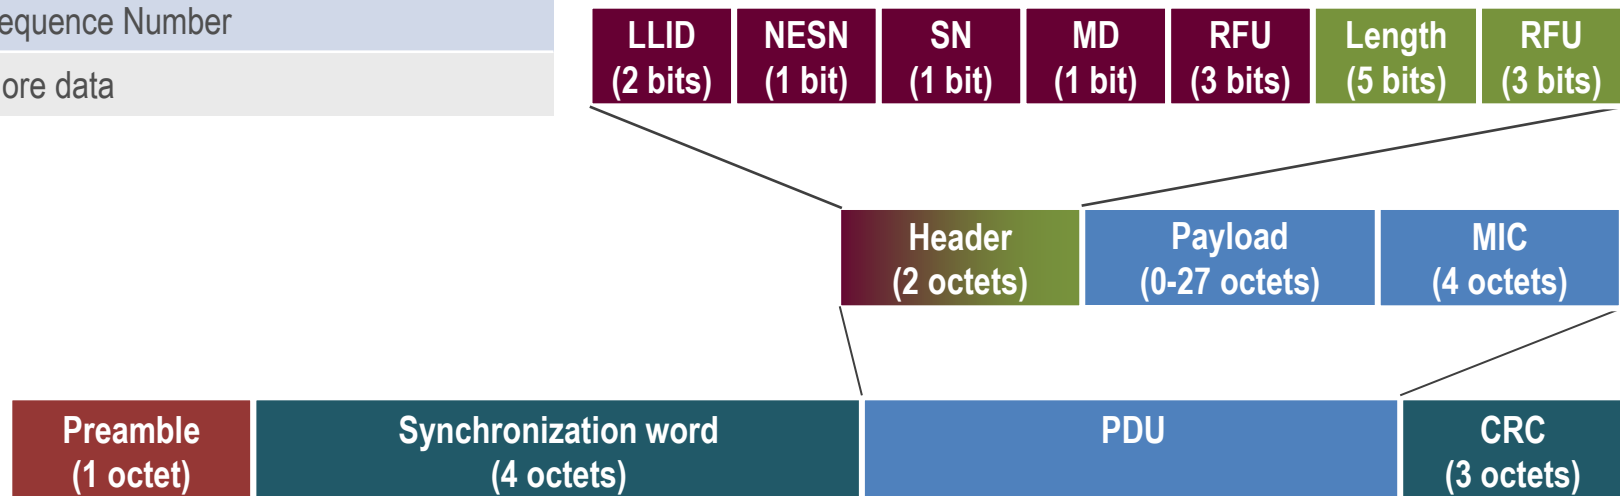 equence Number
ore data
LLID NESN SN MD RFU Length RFU
(2 bits) (1 bit) (1 bit) (1 bit) (3 bits) (5 bits) (3 bits)
Header Payload MIC
(2 octets) (0-27 octets) (4 octets)
Preamble Synchronization word PDU CRC
(1 octet) (4 octets) (3 octets)